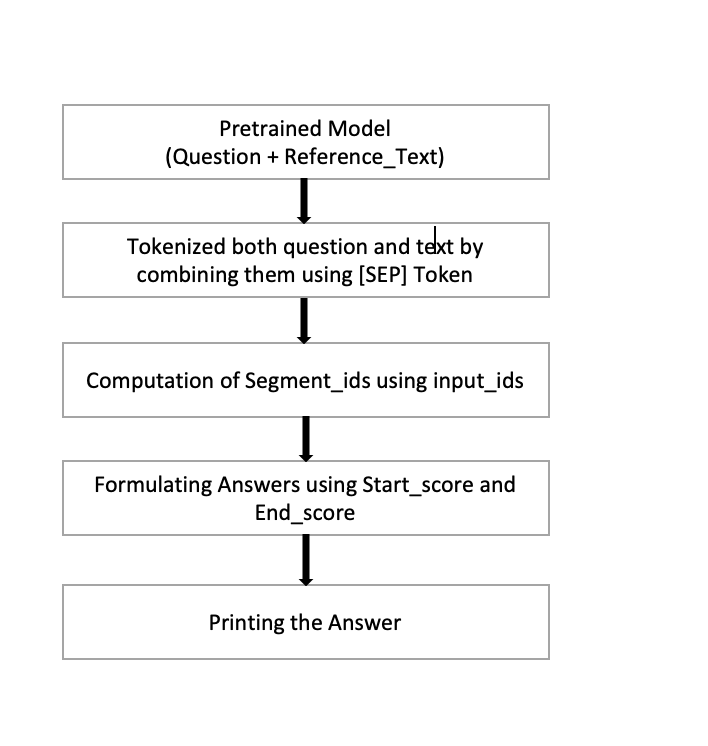 Pretrained Model
(Question + Reference_Text)
Tokenized both question and text by
combining them using [SEP] Token
Computation of Segment_ids using input_ids
Formulating Answers using Start_score and
End_score
Printing the Answer